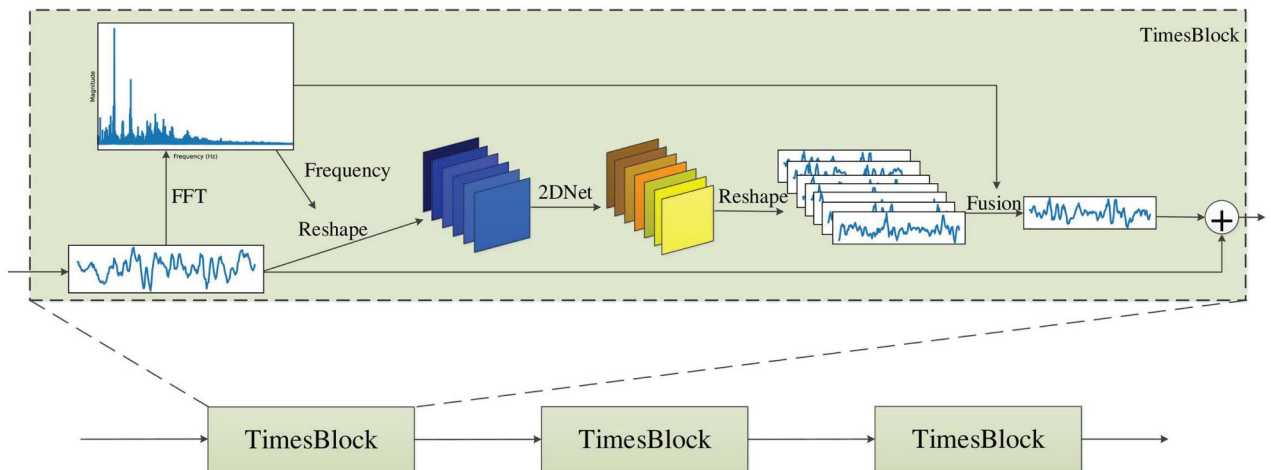 TimesBlock
Magnitude
Frequency (Hz)
FFT
Frequency
Reshape
2DNet
Reshape
Fusion
TimesBlock
TimesBlock
TimesBlock